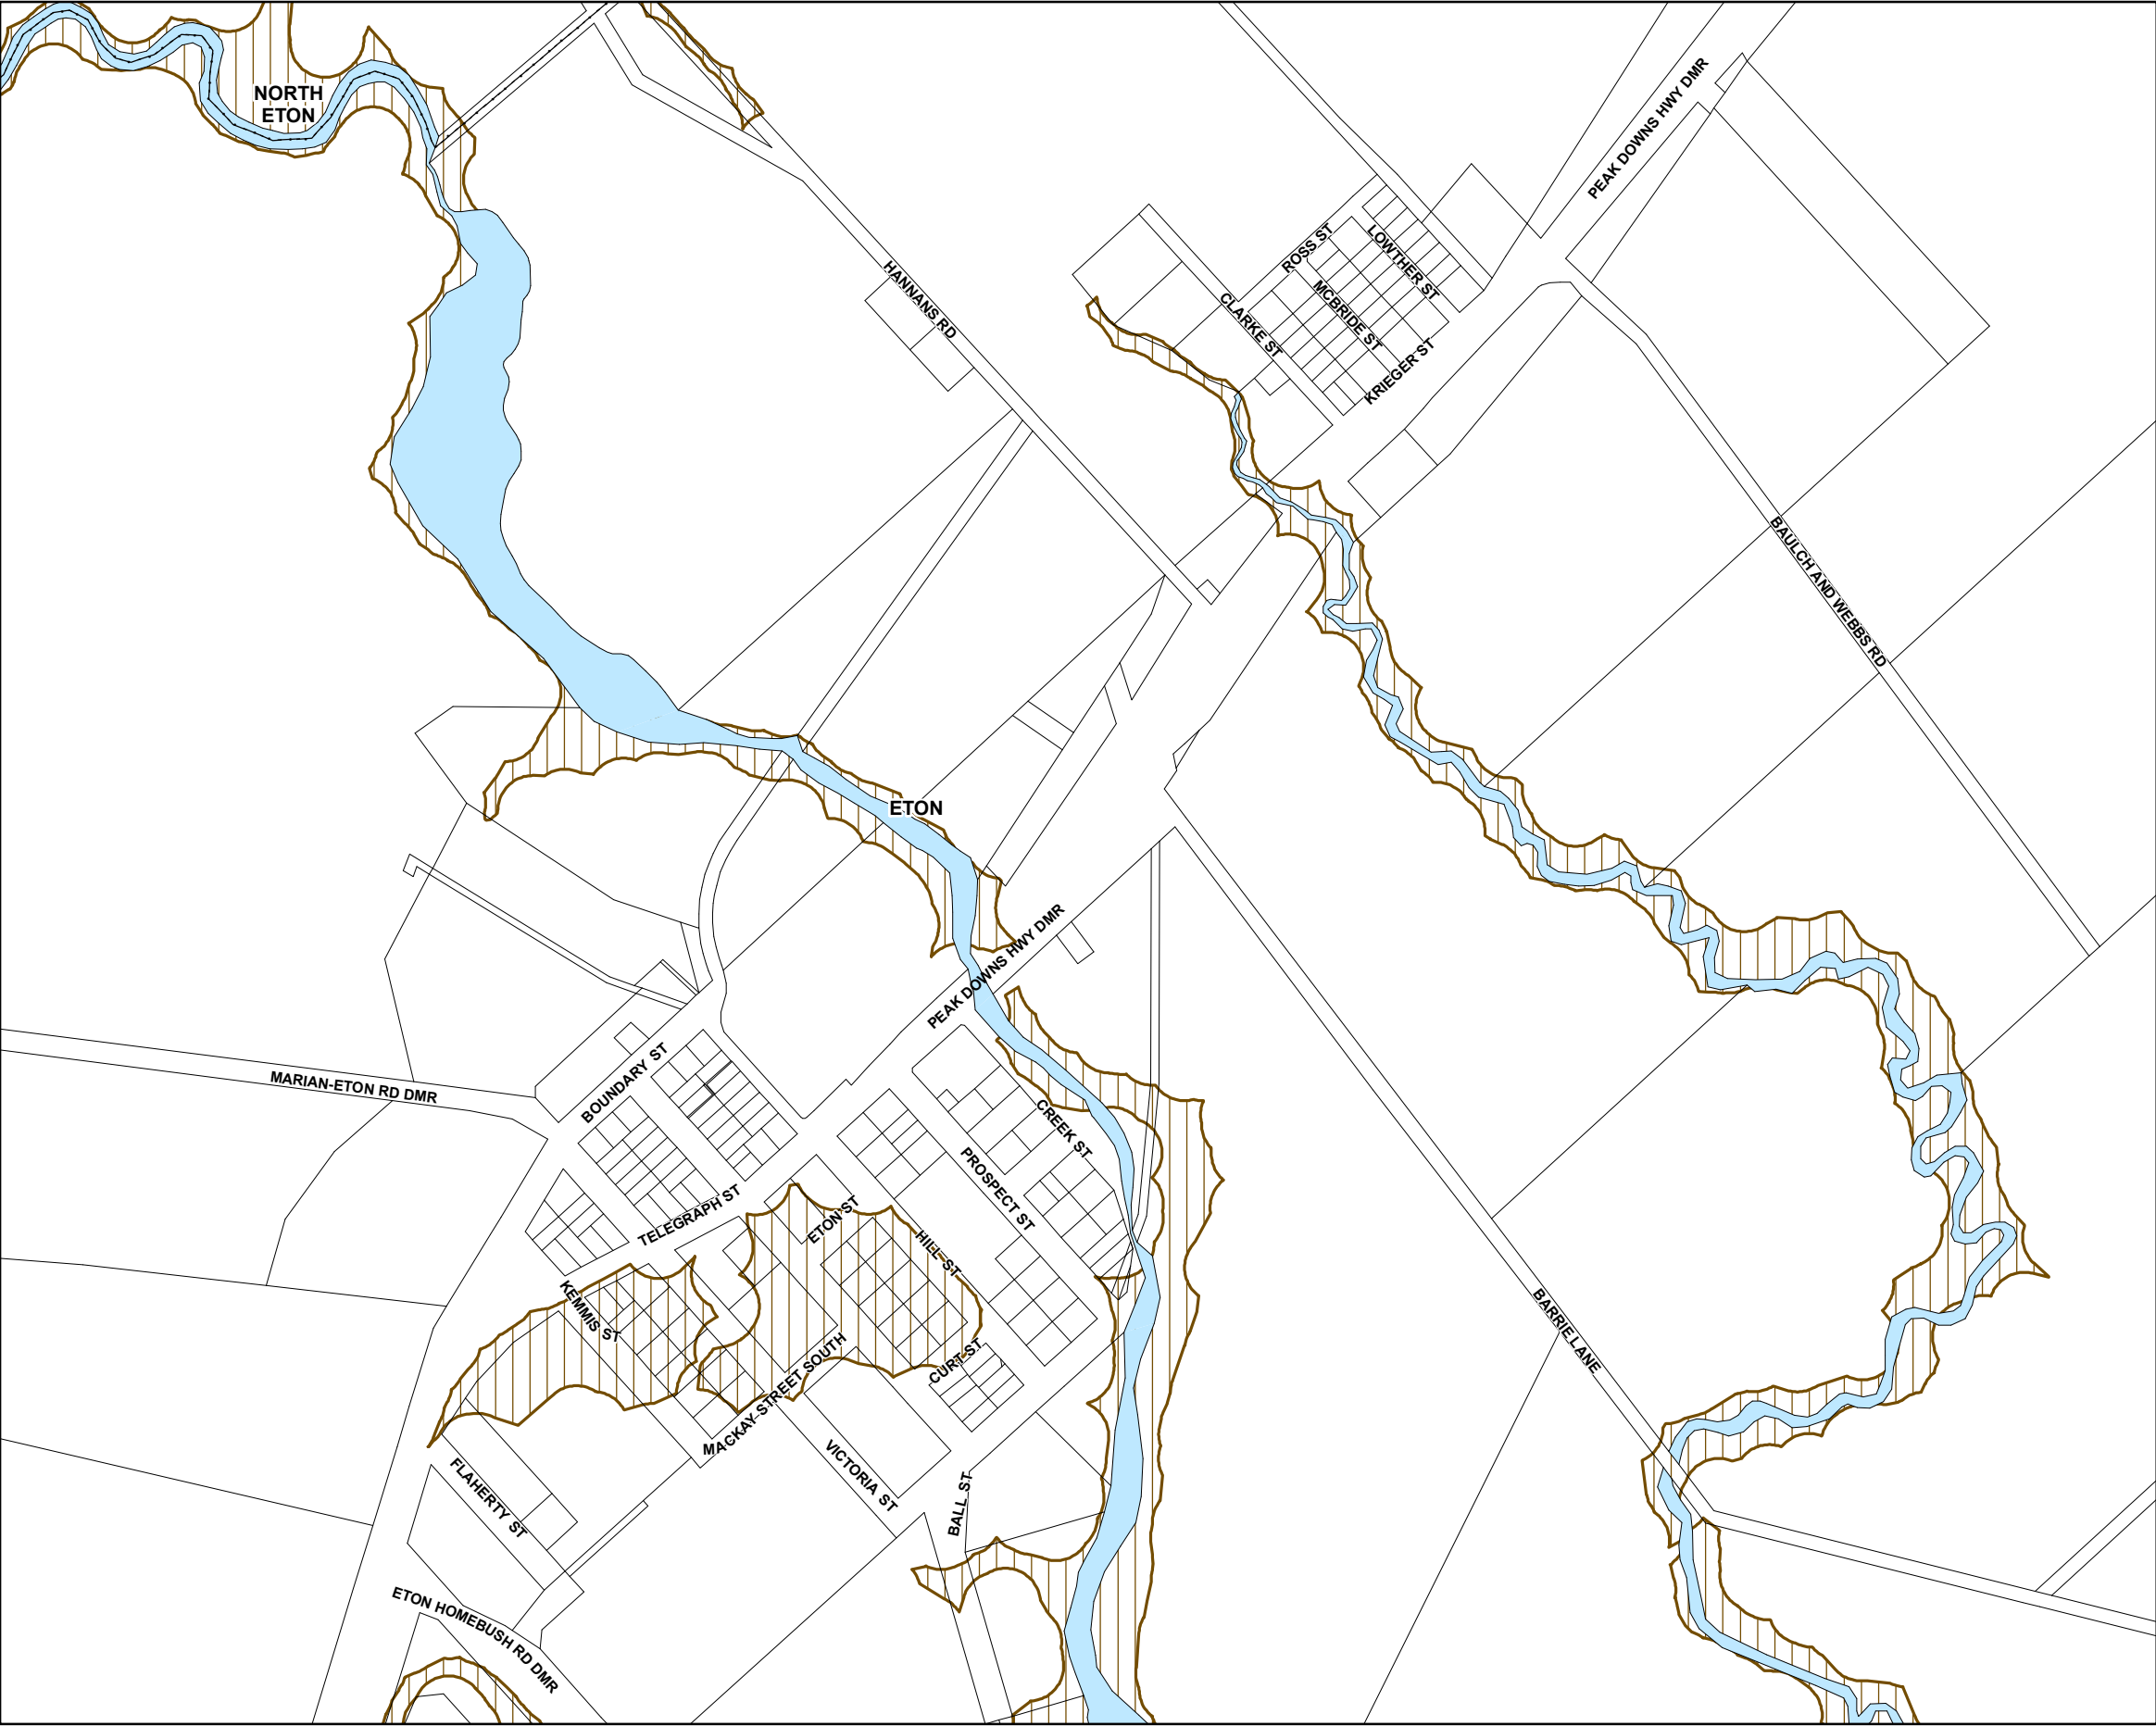 NORTH
ETON
PEAK DOWNS HWY DMR
ROSS ST
LOWTHER ST
HANNANS RD
CLARKE ST
MCBRIDE ST
KRIEGER ST
BAULCH AND WEBBS RD
ETON
PEAK DOWNS HWY DMR
MARIAN-ETON RD DMR
BOUNDARY ST
CREEK ST
PROSPECT ST
TELEGRAPH ST
ETON ST
HILL ST
KEMMIS ST
BARRIE LANE
CURT ST
MACKAY STREET SOUTH
VICTORIA ST
FLAHERTY ST
BALL ST
ETON HOMEBUSH RD DMR